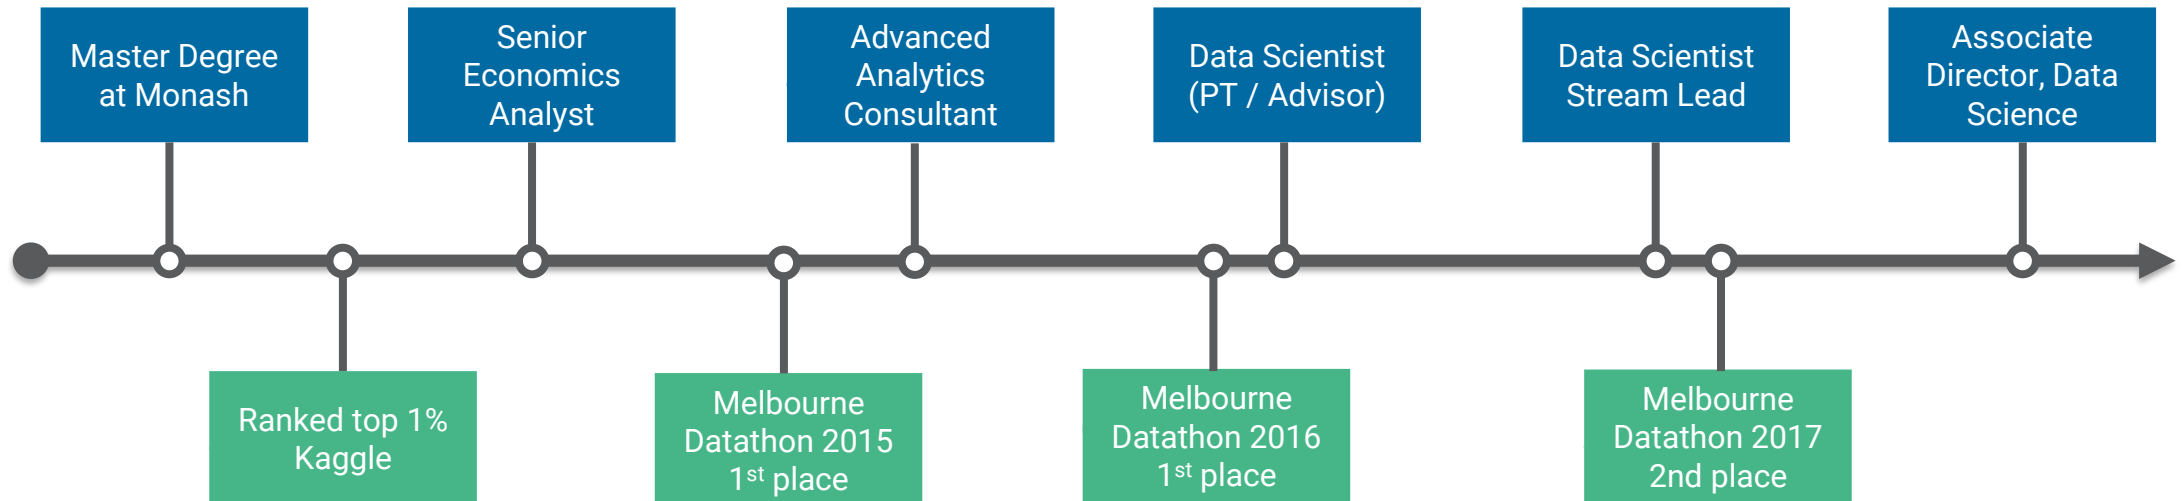 Master Degree
at Monash
Senior
Economics
Analyst
Advanced
Analytics
Consultant
Data Scientist
(PT / Advisor)
Data Scientist
Stream Lead
Associate
Director, Data
Science
Ranked top 1%
Kaggle
Melbourne
Datathon 2015
1st place
Melbourne
Datathon 2016
1st place
Melbourne
Datathon 2017
2nd place